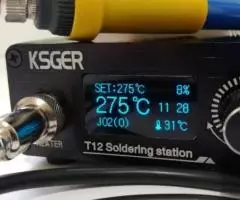 KSGER
SET:275℃ 8%
275℃ 11 28
J02(0) 31℃
HEATER
T12 Soldering station